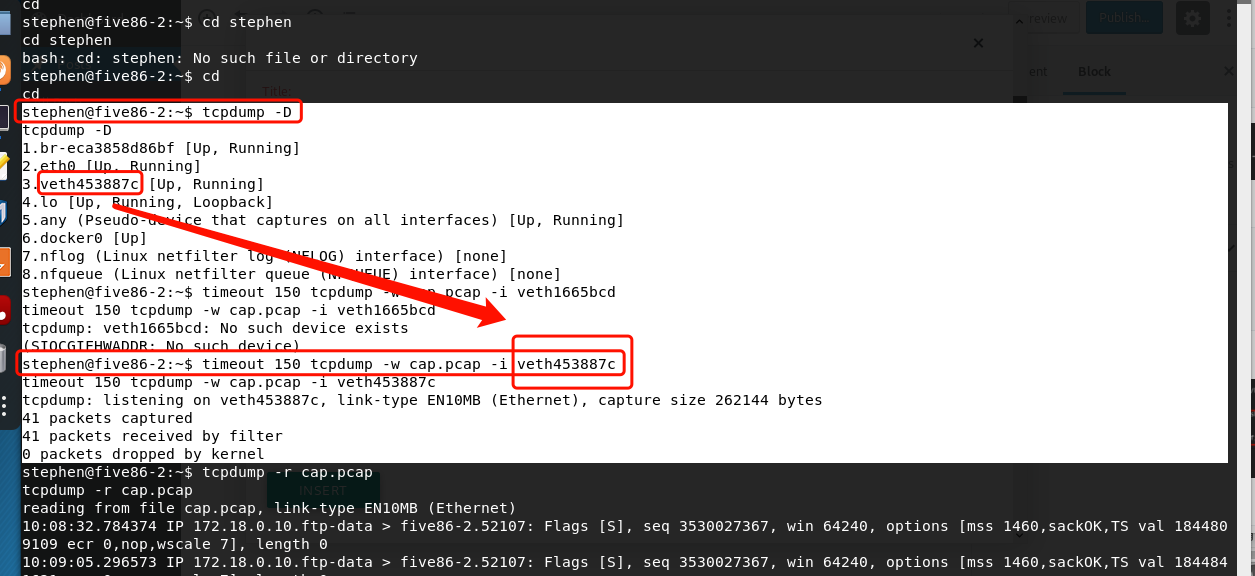 cd
stephen@five86-2:~$ cd stephen
cd stephen
bash: cd: stephen: No such file or directory
stephen@five86-2:~$ cd
cd
stephen@five86-2:~$ tcpdump -D
tcpdump -D
1.br-eca3858d86bf [Up, Running]
2.eth0 [Up, Running]
3.veth453887c [Up, Running]
4.lo [Up, Running, Loopback]
5.any (Pseudo-device that captures on all interfaces) [Up, Running]
6.docker0 [Up]
7.nflog (Linux netfilter log (NFLOG) interface) [none]
8.nfqueue (Linux netfilter queue (NFQUEUE) interface) [none]
stephen@five86-2:~$ timeout 150 tcpdump -w cap.pcap -i veth1665bcd
timeout 150 tcpdump -w cap.pcap -i veth1665bcd
tcpdump: veth1665bcd: No such device exists
(SIOCGIFHWADDR: No such device)
stephen@five86-2:~$ timeout 150 tcpdump -w cap.pcap -i veth453887c
timeout 150 tcpdump -w cap.pcap -i veth453887c
tcpdump: listening on veth453887c, link-type EN10MB (Ethernet), capture size 262144 bytes
41 packets captured
41 packets received by filter
0 packets dropped by kernel
stephen@five86-2:~$ tcpdump -r cap.pcap
tcpdump -r cap.pcap
reading from file cap.pcap, link-type EN10MB (Ethernet)
10:08:32.784374 IP 172.18.0.10.ftp-data > five86-2.52107: Flags [S], seq 3530027367, win 64240, options [mss 1460,sackOK,TS val 184480
9109 ecr 0,nop,wscale 7], length 0
10:09:05.296573 IP 172.18.0.10.ftp-data > five86-2.52107: Flags [S], seq 3530027367, win 64240, options [mss 1460,sackOK,TS val 184484
review
Publish...
ent
Block
Title:
INSERT